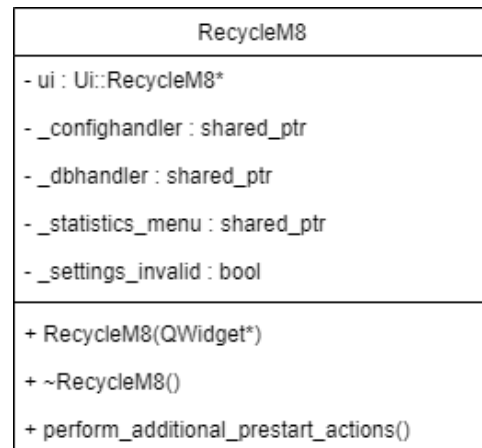 RecycleM8
- ui : Ui::RecycleM8*
- _confighandler : shared_ptr
- _dbhandler : shared_ptr
- _statistics_menu : shared_ptr
- _settings_invalid : bool
+ RecycleM8(QWidget*)
+ ~RecycleM8()
+ perform_additional_prestart_actions()